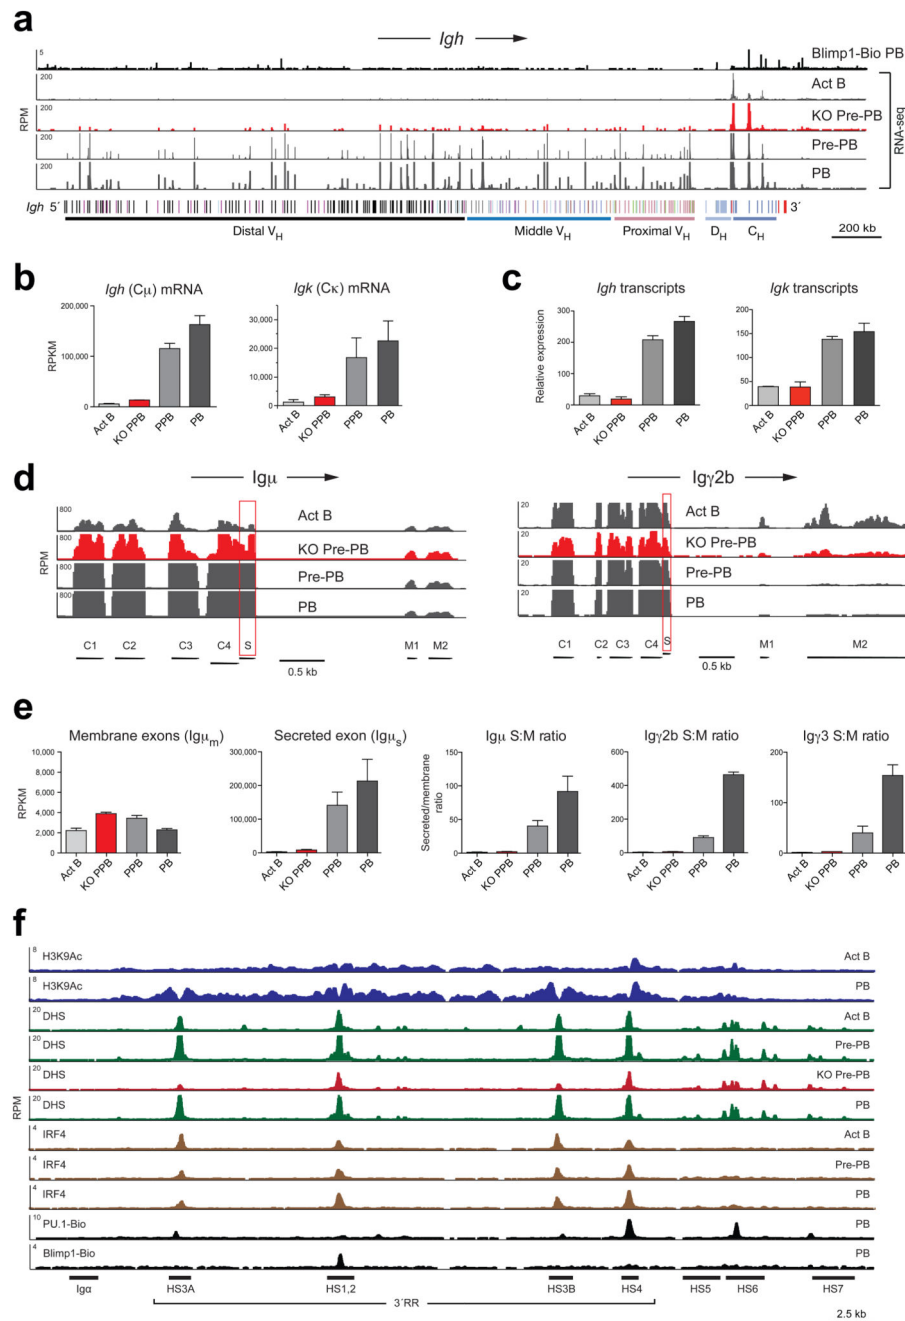 a
Igh
5
Blimp1-Bio PB
200
Act B
200
KO Pre-PB
200
Pre-PB
200
PB
RPM
RNA-seq
Igh 5´ 3´
Distal VH Middle VH Proximal VH DH CH
200 kb
b
Igh (Cμ) mRNA
RPKM
200,000
100,000
0
Act B KO PPB PPB PB
Igk (Cκ) mRNA
30,000
20,000
10,000
0
Act B KO PPB PPB PB
c
Igh transcripts
Relative expression
300
200
100
0
Act B KO PPB PPB PB
Igk transcripts
200
150
100
50
0
Act B KO PPB PPB PB
d
Igμ
RPM
800
Act B
800
KO Pre-PB
800
Pre-PB
800
PB
C1 C2 C3 C4 S M1 M2
0.5 kb
Igγ2b
20
Act B
20
KO Pre-PB
20
Pre-PB
20
PB
C1 C2 C3 C4 S M1 M2
0.5 kb
e
Membrane exons (Igμm)
RPKM
10,000
8,000
6,000
4,000
2,000
0
Act B KO PPB PPB PB
Secreted exon (Igμs)
300,000
200,000
100,000
0
Act B KO PPB PPB PB
Igμ S:M ratio
Secreted/membrane
ratio
150
100
50
0
Act B KO PPB PPB PB
Igγ2b S:M ratio
600
400
200
0
Act B KO PPB PPB PB
Igγ3 S:M ratio
200
150
100
50
0
Act B KO PPB PPB PB
f
8 H3K9Ac Act B
8 H3K9Ac PB
20 DHS Act B
20 DHS Pre-PB
20 DHS KO Pre-PB
20 DHS PB
RPM
4 IRF4 Act B
4 IRF4 Pre-PB
4 IRF4 PB
10 PU.1-Bio PB
4 Blimp1-Bio PB
Igα HS3A HS1,2 HS3B HS4 HS5 HS6 HS7
3´RR
2.5 kb